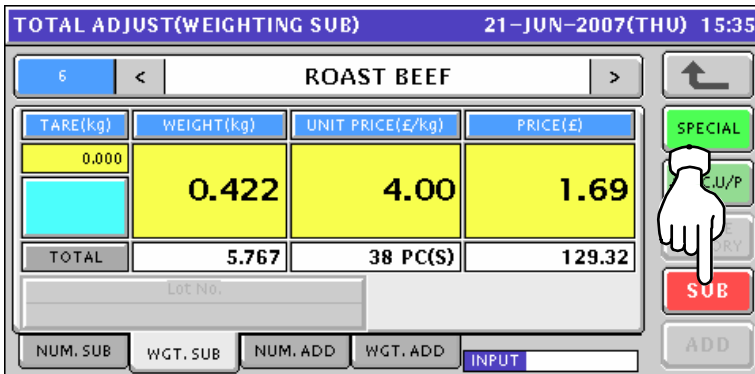 TOTAL ADJUST(WEIGHTING SUB) 21-JUN-2007(THU) 15:35
6 < ROAST BEEF >
TARE(kg) WEIGHT(kg) UNIT PRICE(£/kg) PRICE(£) SPECIAL
0.000
0.422 4.00 1.69 C.U/P
TOTAL 5.767 38 PC(S) 129.32
Lot No. SUB
NUM. SUB WGT. SUB NUM. ADD WGT. ADD INPUT ADD